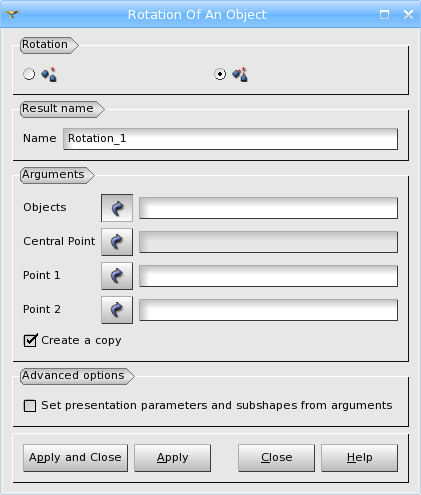 Rotation Of An Object
Rotation
Result name
Name Rotation_1
Arguments
Objects
Central Point
Point 1
Point 2
Create a copy
Advanced options
Set presentation parameters and subshapes from arguments
Apply and Close Apply Close Help